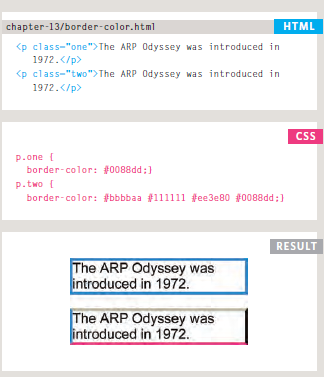 chapter-13/border-color.html
HTML
<p class="one">The ARP Odyssey was introduced in
1972.</p>
<p class="two">The ARP Odyssey was introduced in
1972.</p>
CSS
p.one {
border-color: #0088dd;}
p.two {
border-color: #bbbbaa #111111 #ee3e80 #0088dd;}
RESULT
The ARP Odyssey was
introduced in 1972.
The ARP Odyssey was
introduced in 1972.